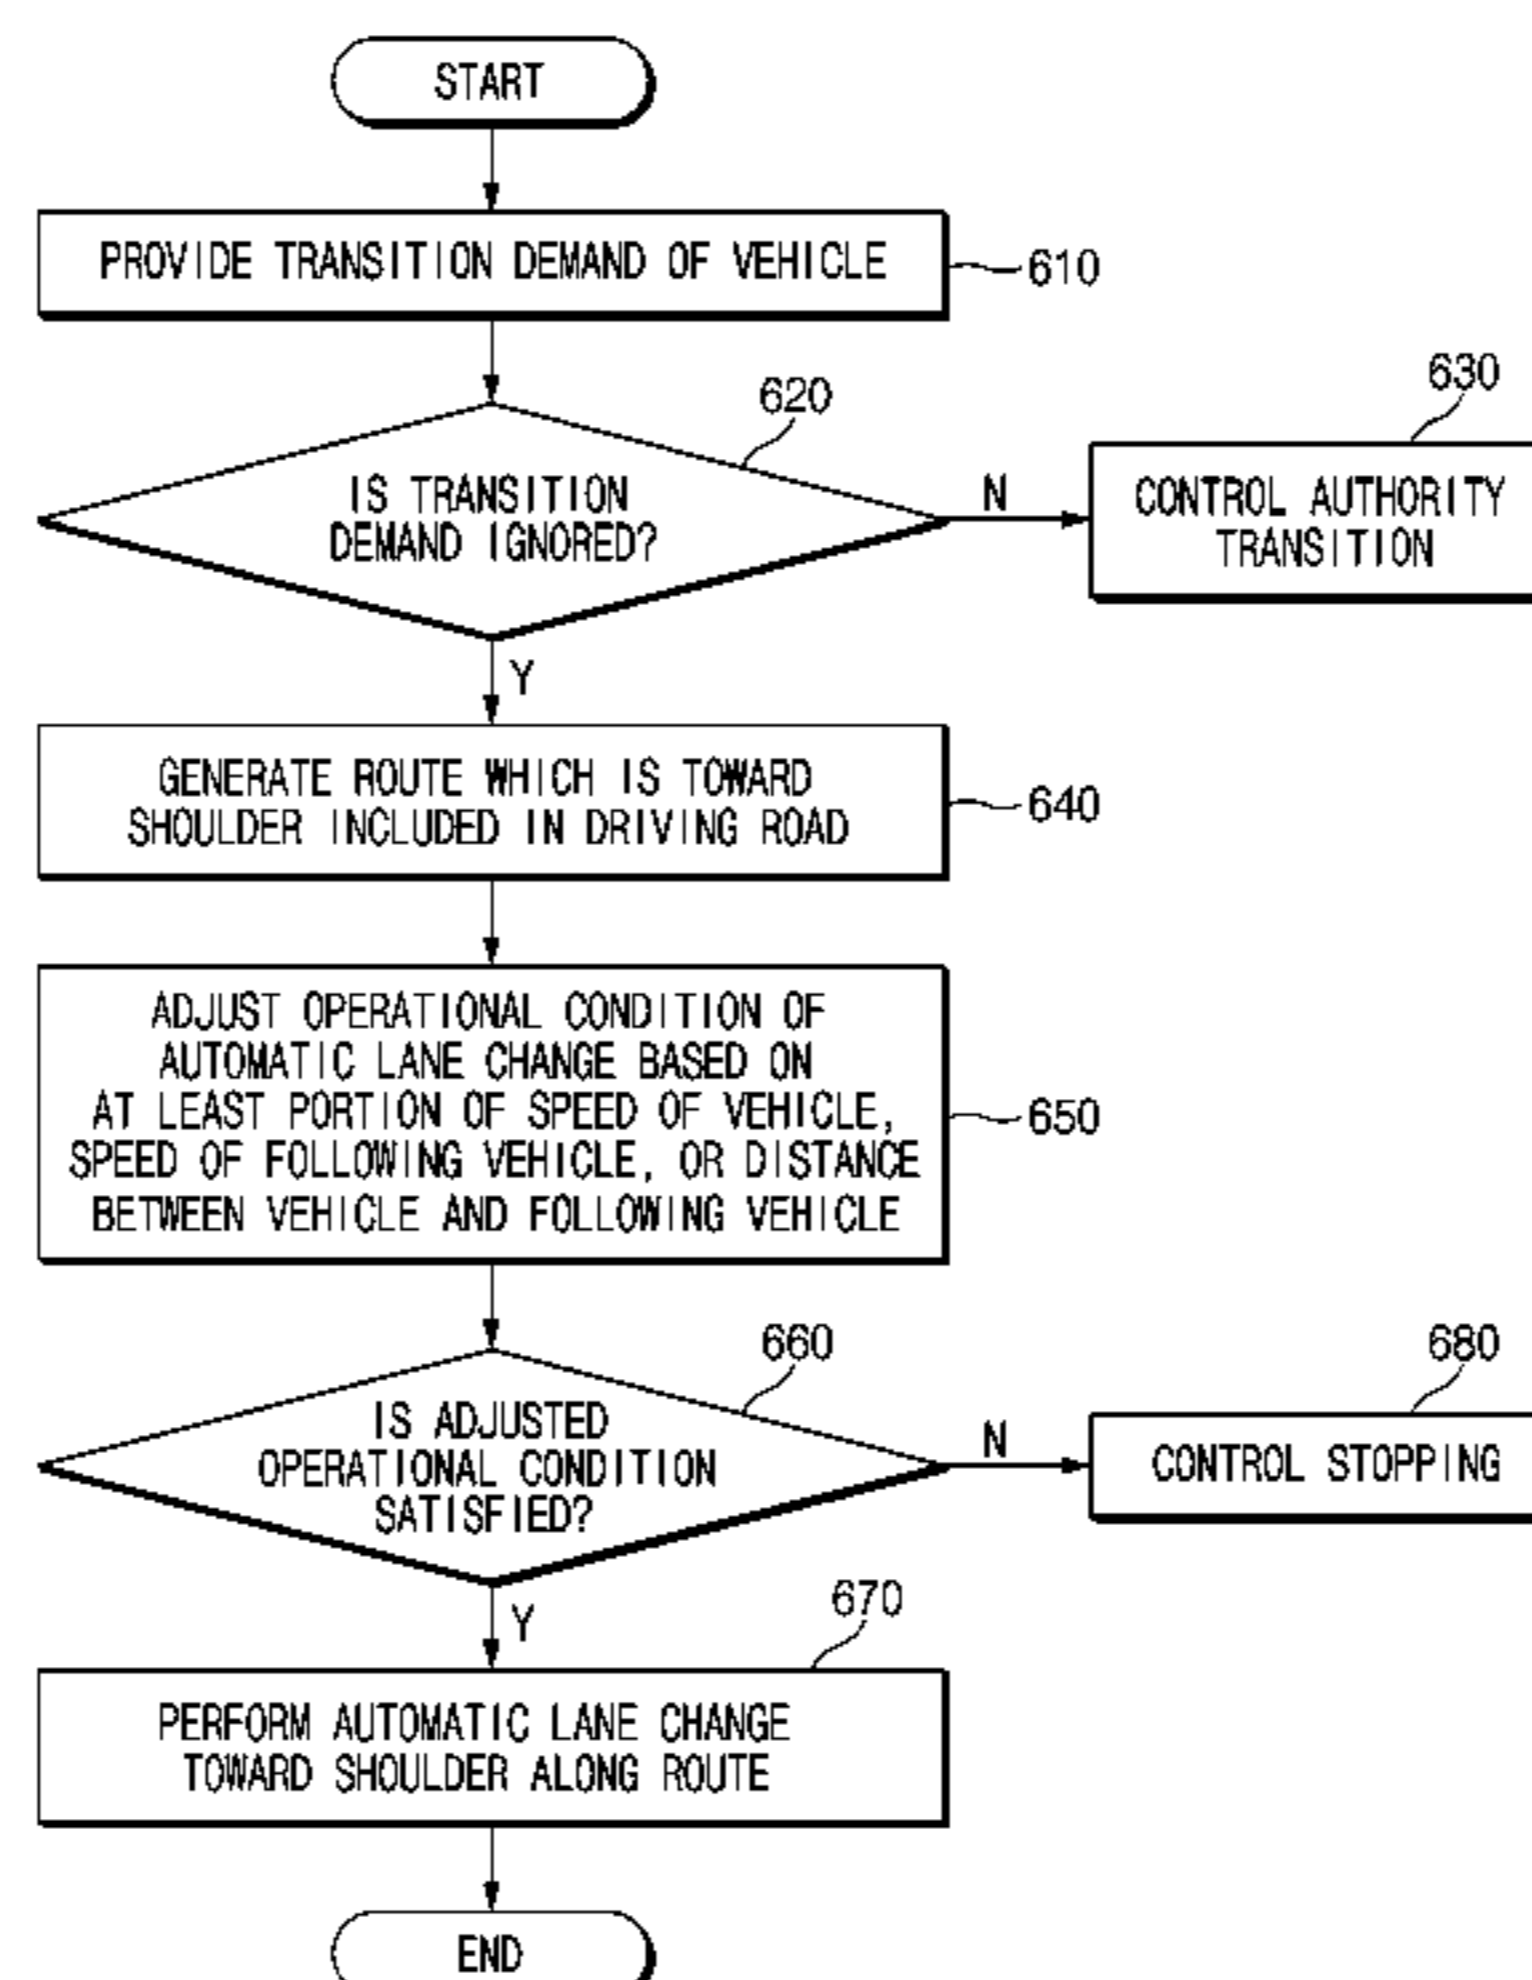 START
PROVIDE TRANSITION DEMAND OF VEHICLE
610
620
630
IS TRANSITION
DEMAND IGNORED?
N
CONTROL AUTHORITY
TRANSITION
Y
GENERATE ROUTE WHICH IS TOWARD
SHOULDER INCLUDED IN DRIVING ROAD
640
ADJUST OPERATIONAL CONDITION OF
AUTOMATIC LANE CHANGE BASED ON
AT LEAST PORTION OF SPEED OF VEHICLE,
SPEED OF FOLLOWING VEHICLE, OR DISTANCE
BETWEEN VEHICLE AND FOLLOWING VEHICLE
650
660
680
IS ADJUSTED
OPERATIONAL CONDITION
SATISFIED?
N
CONTROL STOPPING
Y
670
PERFORM AUTOMATIC LANE CHANGE
TOWARD SHOULDER ALONG ROUTE
END